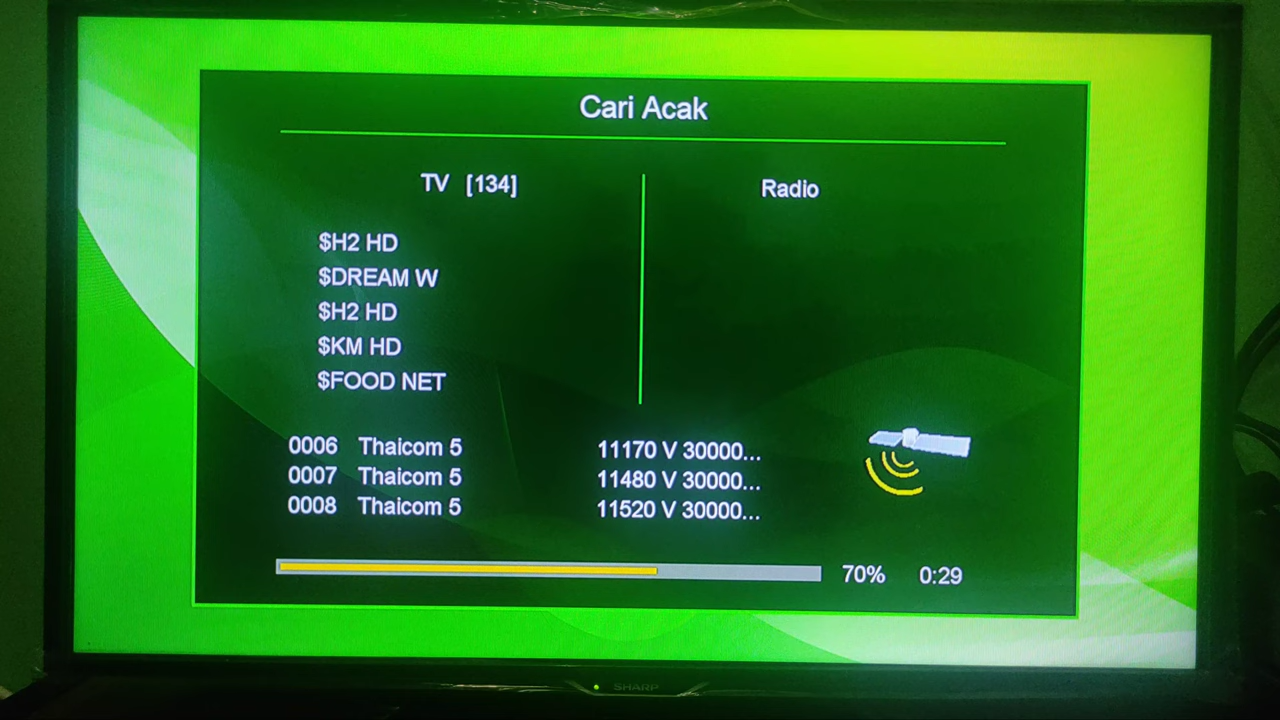 Cari Acak
TV [134]
Radio
$H2 HD
$DREAM W
$H2 HD
$KM HD
$FOOD NET
0006 Thaicom 5 11170 V 30000...
0007 Thaicom 5 11480 V 30000...
0008 Thaicom 5 11520 V 30000...
70% 0:29
SHARP